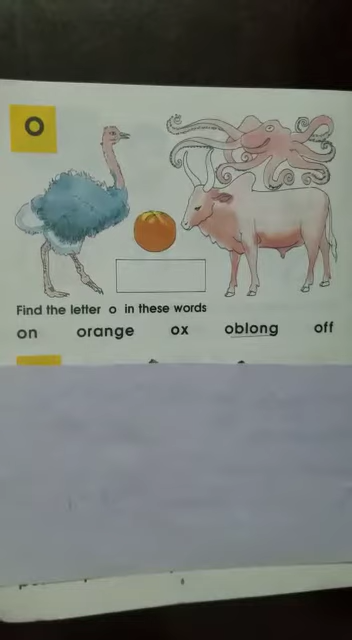 o
Find the letter o in these words
on orange ox oblong off